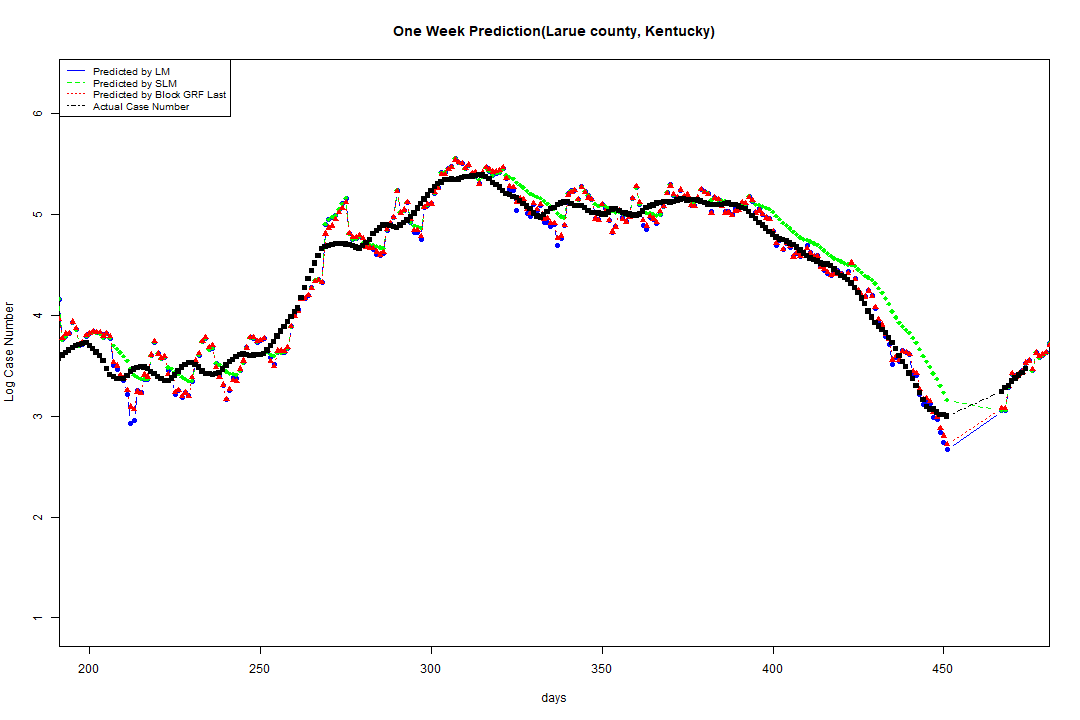 One Week Prediction(Larue county, Kentucky)
Predicted by LM
Predicted by SLM
Predicted by Block GRF Last
Actual Case Number
6
5
4
3
2
1
Log Case Number
200 250 300 350 400 450
days